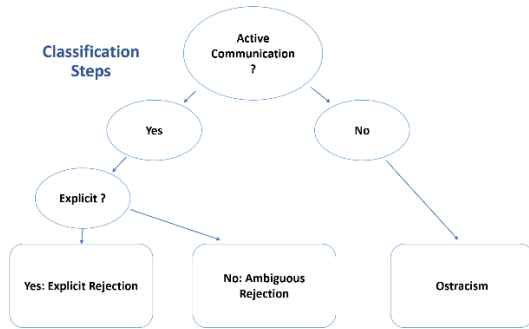 Classification
Steps
Active
Communication
?
Yes
No
Explicit ?
Yes: Explicit Rejection
No: Ambiguous
Rejection
Ostracism